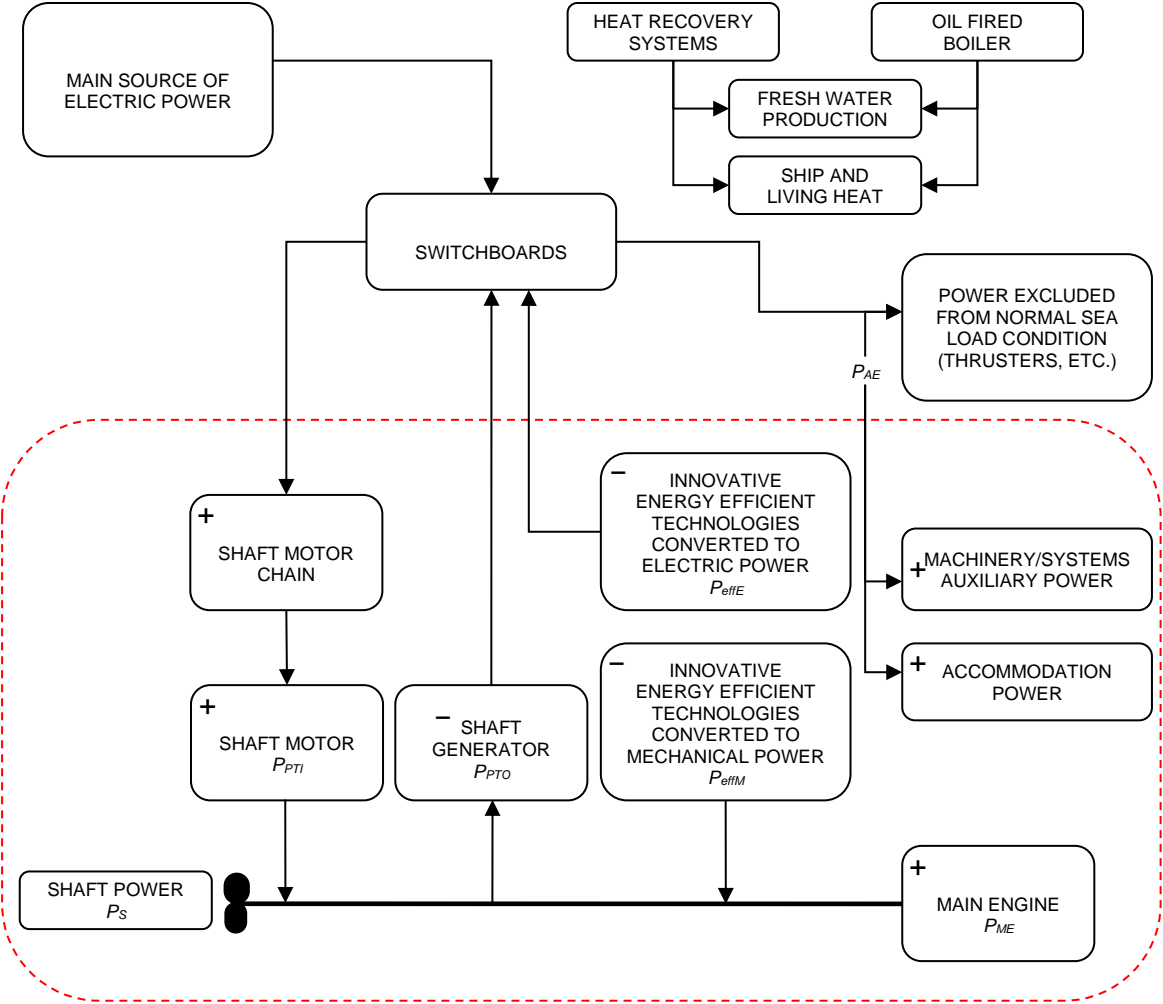 HEAT RECOVERY
SYSTEMS
OIL FIRED
BOILER
MAIN SOURCE OF
ELECTRIC POWER
FRESH WATER
PRODUCTION
SHIP AND
LIVING HEAT
SWITCHBOARDS
POWER EXCLUDED
FROM NORMAL SEA
LOAD CONDITION
(THRUSTERS, ETC.)
PAE
+
SHAFT MOTOR
CHAIN
−
INNOVATIVE
ENERGY EFFICIENT
TECHNOLOGIES
CONVERTED TO
ELECTRIC POWER
PeffE
+
MACHINERY/SYSTEMS
AUXILIARY POWER
+
SHAFT MOTOR
PPTI
−
SHAFT
GENERATOR
PPTO
−
INNOVATIVE
ENERGY EFFICIENT
TECHNOLOGIES
CONVERTED TO
MECHANICAL POWER
PeffM
+
ACCOMMODATION
POWER
SHAFT POWER
PS
+
MAIN ENGINE
PME